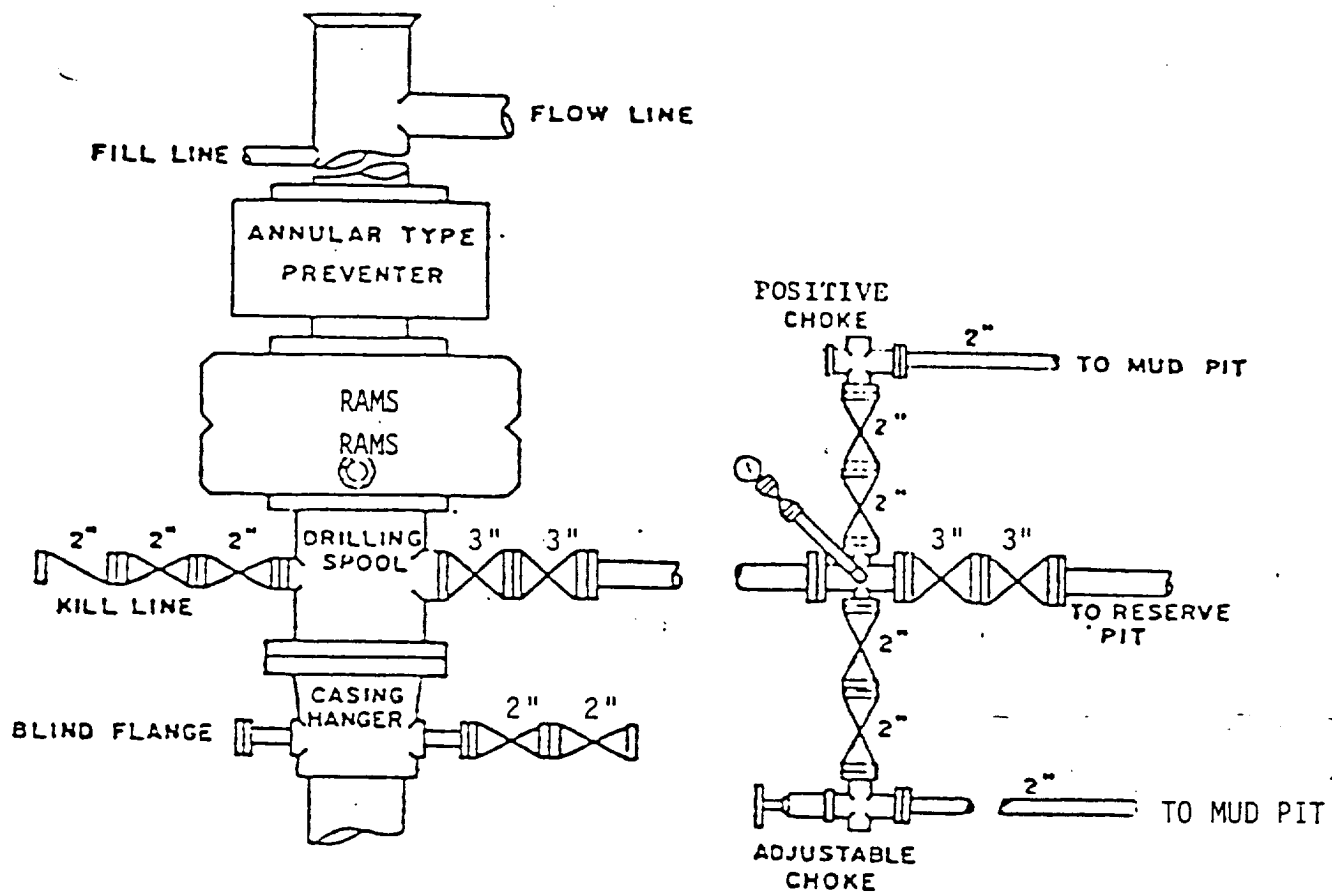 FLOW LINE
FILL LINE
ANNULAR TYPE
PREVENTER
RAMS
RAMS
2" 2" 2"
DRILLING
SPOOL
3" 3"
KILL LINE
CASING
HANGER
2" 2"
BLIND FLANGE
POSITIVE
CHOKE
2"
TO MUD PIT
2"
2"
3" 3"
TO RESERVE
PIT
2"
2"
2"
TO MUD PIT
ADJUSTABLE
CHOKE